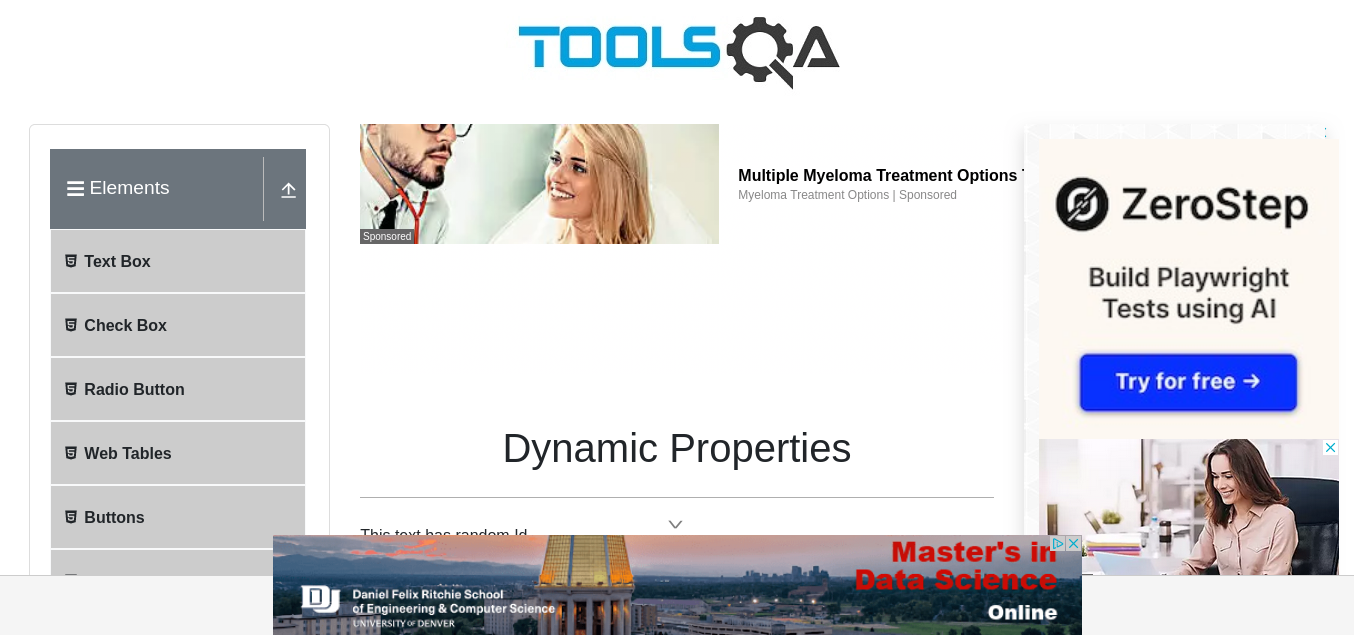 TOOLSQA
Elements
Text Box
Check Box
Radio Button
Web Tables
Buttons
Sponsored
Multiple Myeloma Treatment Options
Myeloma Treatment Options | Sponsored
Dynamic Properties
This text has random Id
ZeroStep
Build Playwright
Tests using AI
Try for free →
DU
Daniel Felix Ritchie School
of Engineering & Computer Science
UNIVERSITY OF DENVER
Master's in
Data Science
Online